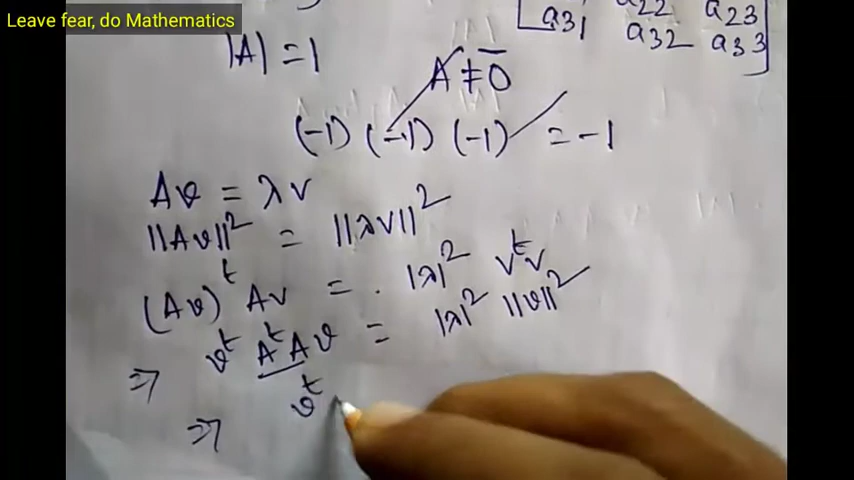 Leave fear, do Mathematics
a22 a23
a31 a32 a33
|A| = 1
A ≠ 0̅
(-1) (-1) (-1) = -1
Av = λv
||Av||² = ||λv||²
(Av)ᵗ Av = |λ|² vᵗv
⇒ vᵗ AᵗA v = |λ|² ||v||²
⇒ vᵗ